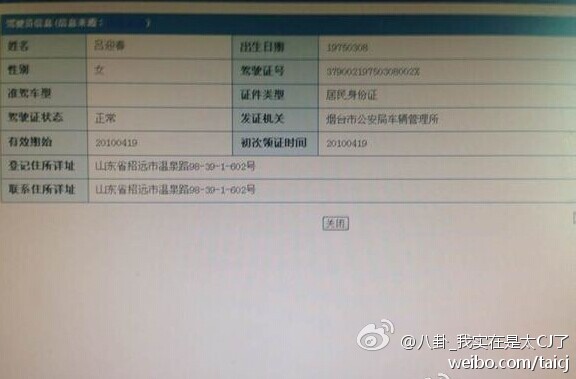 驾驶员信息(信息来源： )
姓名 吕迎春 出生日期 19750308
性别 女 驾驶证号 37900219750308002X
准驾车型 证件类型 居民身份证
驾驶证状态 正常 发证机关 烟台市公安局车辆管理所
有效期始 20100419 初次领证时间 20100419
登记住所详址 山东省招远市温泉路98-39-1-602号
联系住所详址 山东省招远市温泉路98-39-1-602号
关闭
@八卦_我实在是太CJ了
weibo.com/taicj